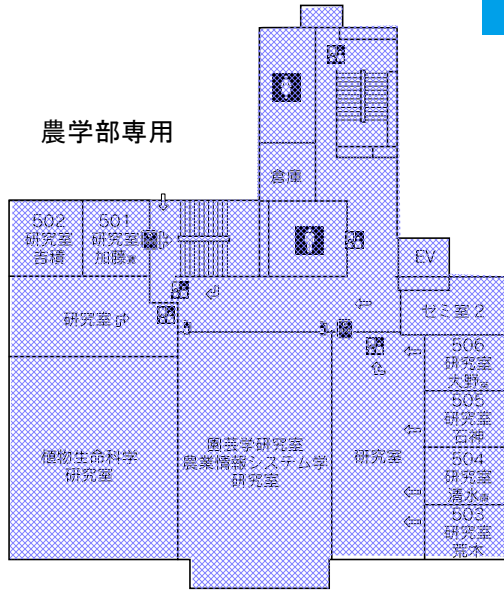 農学部専用
倉庫
502
研究室
吉積
501
研究室
加藤
EV
研究室
ゼミ室2
506
研究室
大野
505
研究室
石神
植物生命科学
研究室
園芸学研究室
農業情報システム学
研究室
研究室
504
研究室
清水
503
研究室
荒木